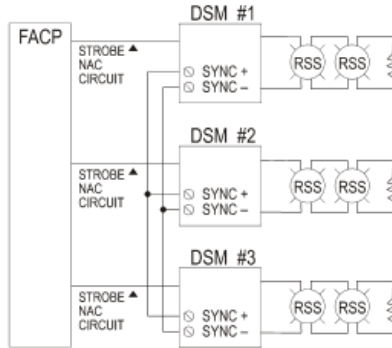 DSM #1
FACP
STROBE ▲
NAC
CIRCUIT
SYNC +
SYNC –
RSS RSS
DSM #2
STROBE ▲
NAC
CIRCUIT
SYNC +
SYNC –
RSS RSS
DSM #3
STROBE ▲
NAC
CIRCUIT
SYNC +
SYNC –
RSS RSS